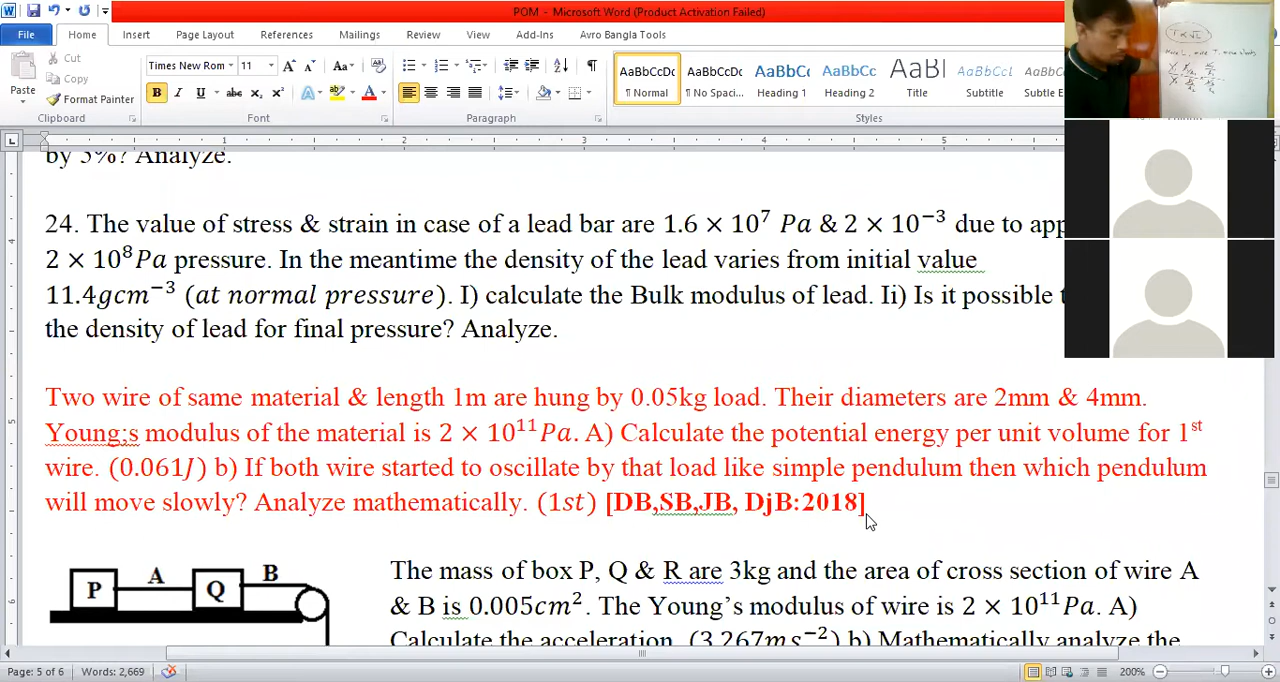 POM - Microsoft Word (Product Activation Failed)
File Home Insert Page Layout References Mailings Review View Add-Ins Avro Bangla Tools
Cut
Copy
Format Painter
Paste
Times New Rom 11
AaBbCcDc AaBbCcDc AaBbCc AaBbCc AaBl AaBbCcL AaBb
¶ Normal ¶ No Spaci... Heading 1 Heading 2 Title Subtitle
Clipboard Font Paragraph Styles
T ∝ √L
by 5%? Analyze.
24. The value of stress & strain in case of a lead bar are 1.6 × 10⁷ Pa & 2 × 10⁻³ due to
2 × 10⁸Pa pressure. In the meantime the density of the lead varies from initial value
11.4gcm⁻³ (at normal pressure). I) calculate the Bulk modulus of lead. Ii) Is it possible
the density of lead for final pressure? Analyze.
Two wire of same material & length 1m are hung by 0.05kg load. Their diameters are 2mm & 4mm.
Young;s modulus of the material is 2 × 10¹¹Pa. A) Calculate the potential energy per unit volume for 1ˢᵗ
wire. (0.061J) b) If both wire started to oscillate by that load like simple pendulum then which pendulum
will move slowly? Analyze mathematically. (1st) [DB,SB,JB, DjB:2018]
P A Q B
The mass of box P, Q & R are 3kg and the area of cross section of wire A
& B is 0.005cm². The Young's modulus of wire is 2 × 10¹¹Pa. A)
Calculate the acceleration. (3.267ms⁻²) b) Mathematically analyze the
Page: 5 of 6 Words: 2,669 200%